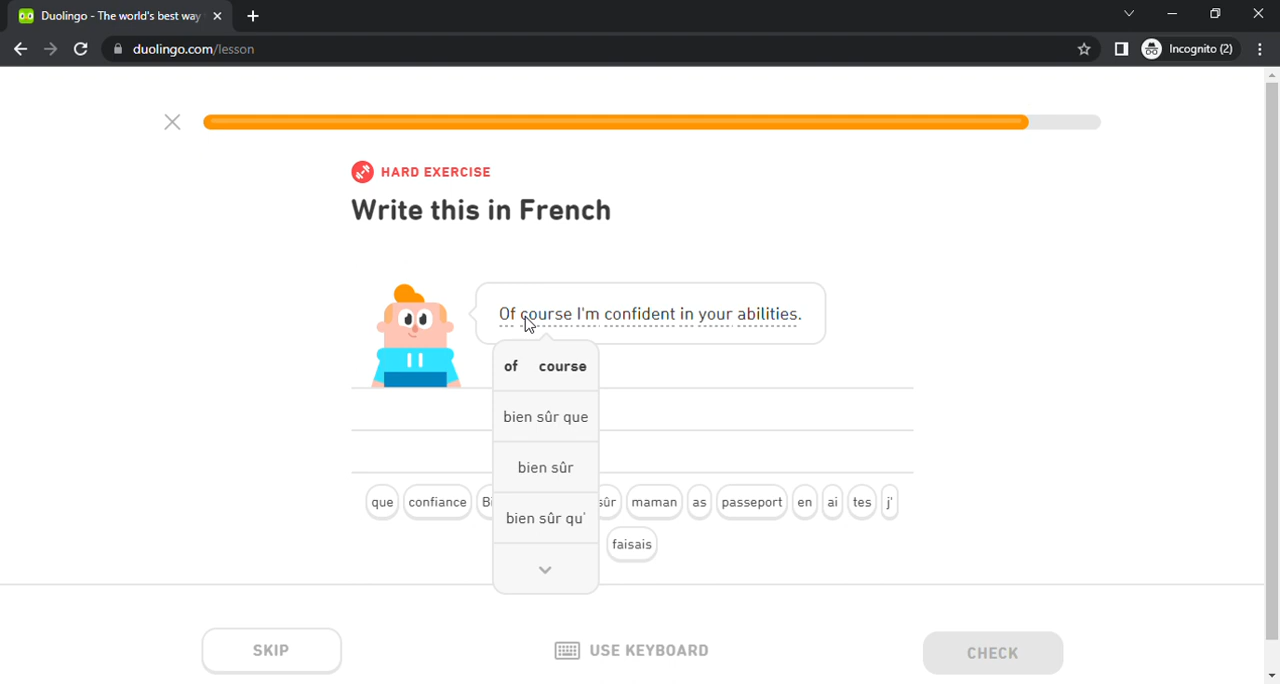 Duolingo - The world's best way
duolingo.com/lesson
Incognito (2)
HARD EXERCISE
Write this in French
Of course I'm confident in your abilities.
of course
bien sûr que
bien sûr
bien sûr qu'
que confiance Bi sûr maman as passeport en ai tes j'
faisais
SKIP
USE KEYBOARD
CHECK